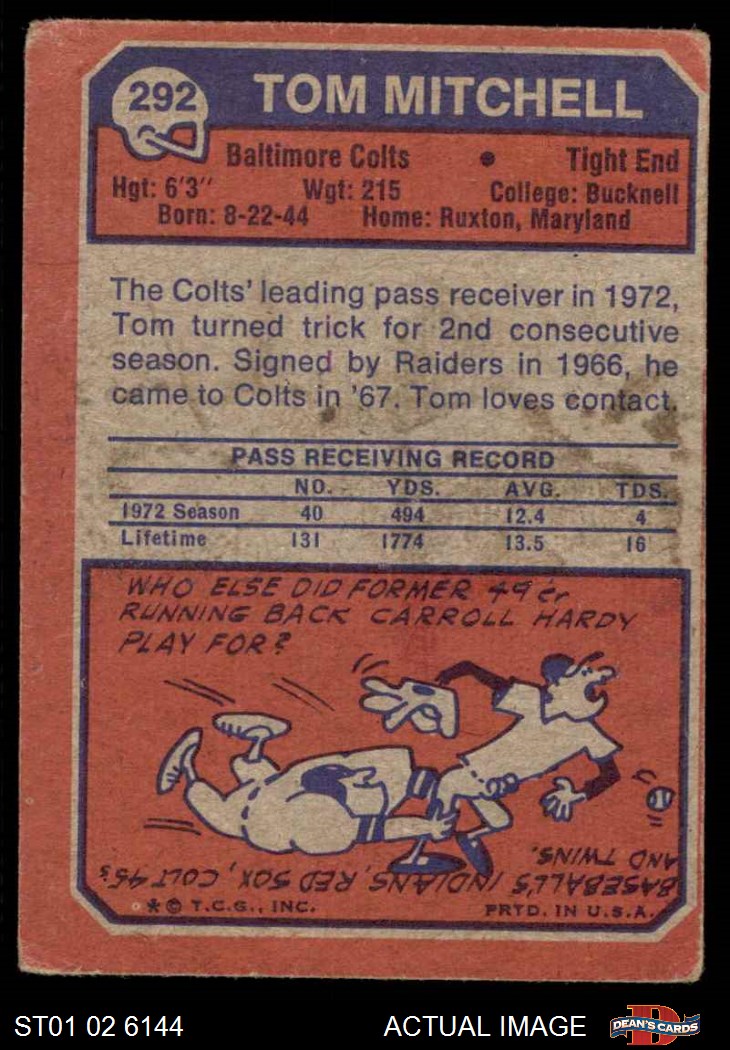 292 TOM MITCHELL
Baltimore Colts • Tight End
Hgt: 6'3" Wgt: 215 College: Bucknell
Born: 8-22-44 Home: Ruxton, Maryland
The Colts' leading pass receiver in 1972,
Tom turned trick for 2nd consecutive
season. Signed by Raiders in 1966, he
came to Colts in '67. Tom loves contact.
PASS RECEIVING RECORD
NO. YDS. AVG. TDS.
1972 Season 40 494 12.4 4
Lifetime 131 1774 13.5 16
WHO ELSE DID FORMER 49'er
RUNNING BACK CARROLL HARDY
PLAY FOR?
BASEBALL'S INDIANS, RED SOX, COLT 45s
AND TWINS.
*© T.C.G., INC. PRTD. IN U.S.A.
ST01 02 6144 ACTUAL IMAGE D DEAN'S CARDS